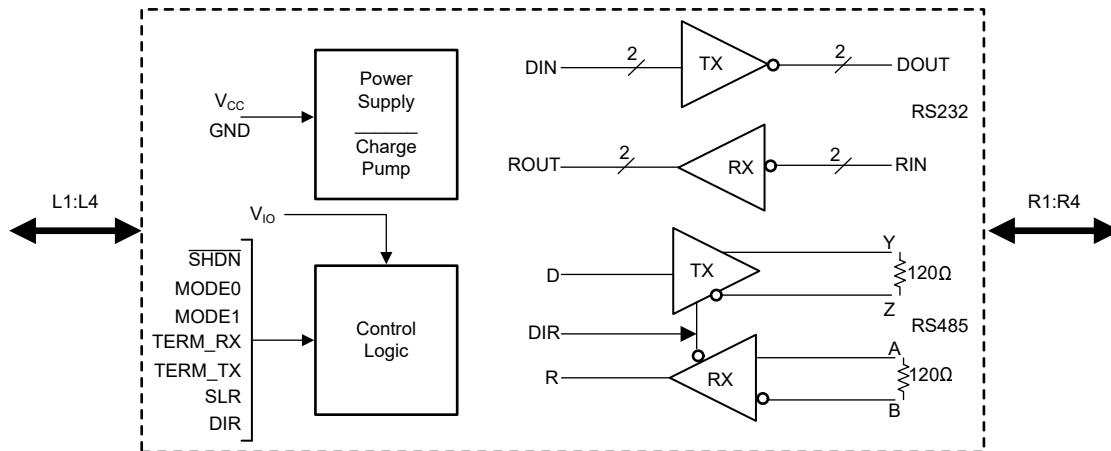 DIN
2
TX
2
DOUT
RS232
Power
Supply
Charge
Pump
VCC
GND
ROUT
2
RX
2
RIN
L1:L4
R1:R4
VIO
SHDN
MODE0
MODE1
TERM_RX
TERM_TX
SLR
DIR
Control
Logic
D
TX
Y
120Ω
Z
DIR
RS485
R
RX
A
120Ω
B